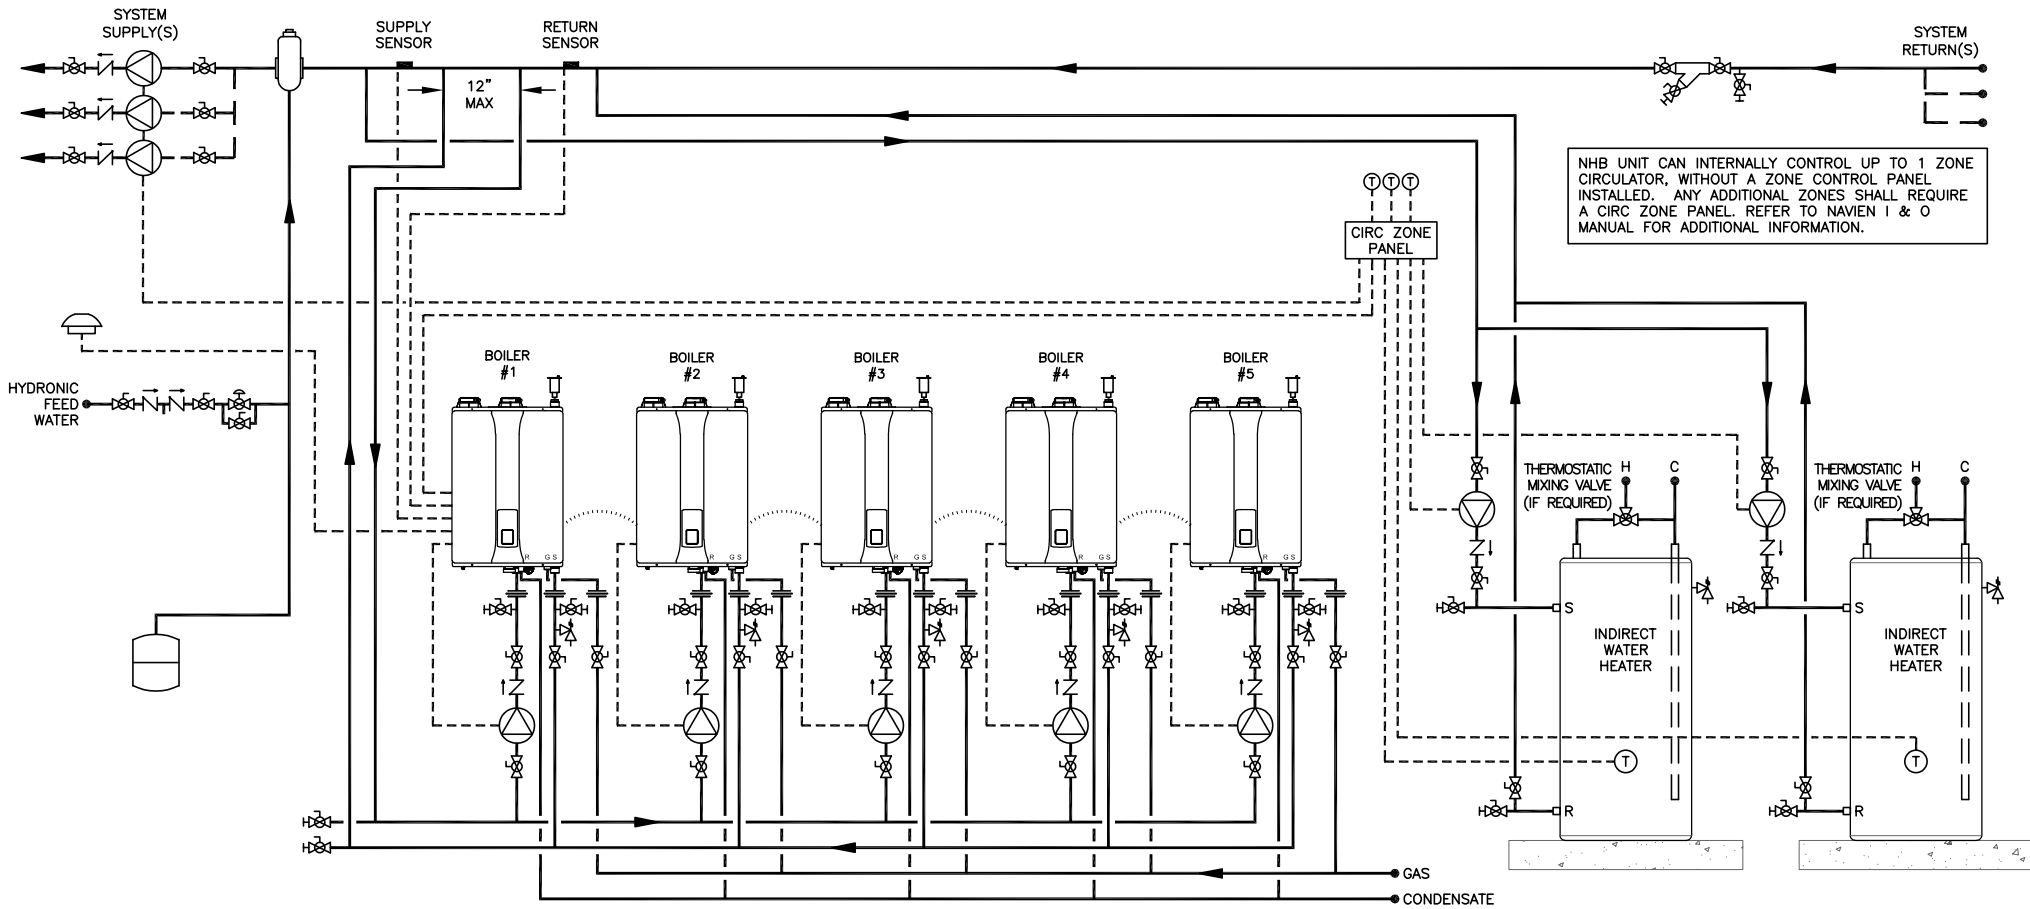 SYSTEM
SUPPLY(S)
SUPPLY
SENSOR
RETURN
SENSOR
SYSTEM
RETURN(S)
12"
MAX
NHB UNIT CAN INTERNALLY CONTROL UP TO 1 ZONE
CIRCULATOR, WITHOUT A ZONE CONTROL PANEL
INSTALLED. ANY ADDITIONAL ZONES SHALL REQUIRE
A CIRC ZONE PANEL. REFER TO NAVIEN I & O
MANUAL FOR ADDITIONAL INFORMATION.
T T T
CIRC ZONE
PANEL
HYDRONIC
FEED
WATER
BOILER
#1
BOILER
#2
BOILER
#3
BOILER
#4
BOILER
#5
R G S
R G S
R G S
R G S
R G S
THERMOSTATIC
MIXING VALVE
(IF REQUIRED)
H C
THERMOSTATIC
MIXING VALVE
(IF REQUIRED)
H C
S
INDIRECT
WATER
HEATER
T
R
S
INDIRECT
WATER
HEATER
T
R
GAS
CONDENSATE